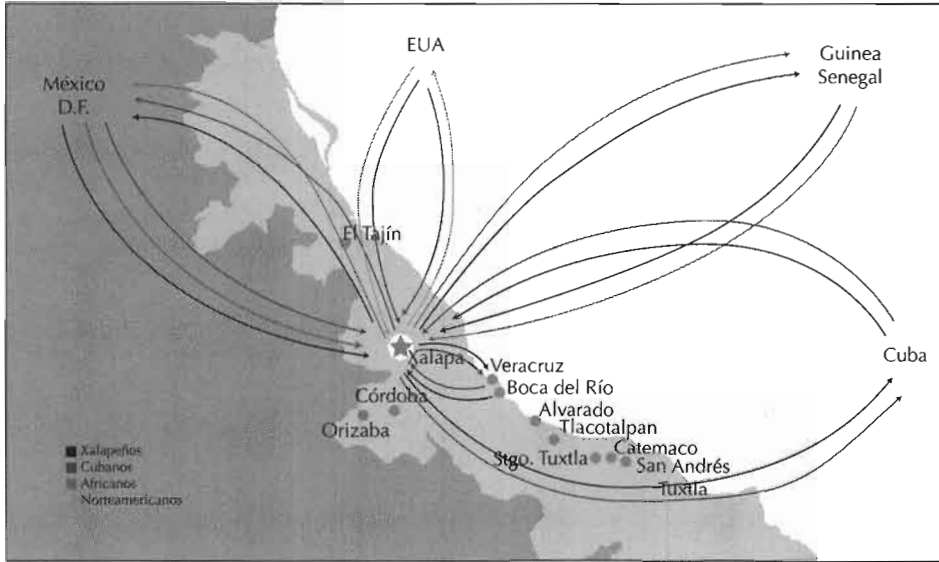 EUA
Guinea
Senegal
México
D.F.
El Tajín
Xalapa
Cuba
Veracruz
Boca del Río
Córdoba
Orizaba
Alvarado
Tlacotalpan
Catemaco
Stgo. Tuxtla
San Andrés
Tuxtla
Xalapeños
Cubanos
Africanos
Norteamericanos